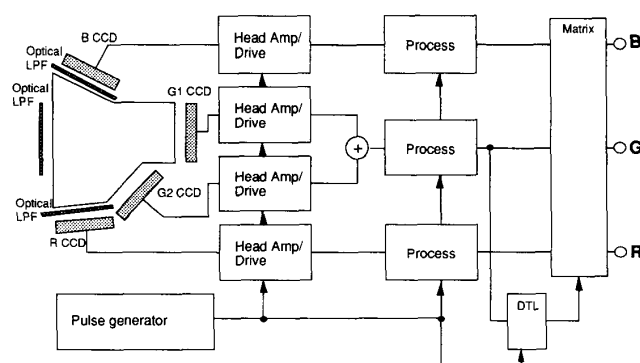 B CCD
Optical
LPF
Head Amp/
Drive
Process
Matrix
B
Optical
LPF
G1 CCD
Head Amp/
Drive
+
Process
G
G2 CCD
Head Amp/
Drive
Optical
LPF
R CCD
Head Amp/
Drive
Process
R
Pulse generator
DTL